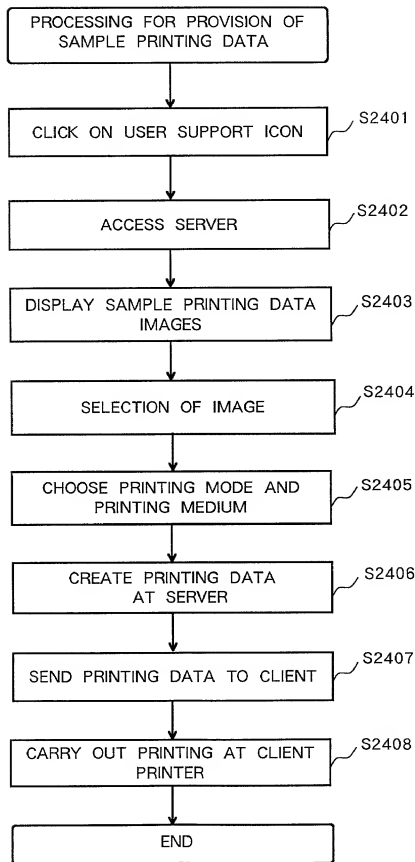 PROCESSING FOR PROVISION OF
SAMPLE PRINTING DATA
CLICK ON USER SUPPORT ICON
S2401
ACCESS SERVER
S2402
DISPLAY SAMPLE PRINTING DATA
IMAGES
S2403
SELECTION OF IMAGE
S2404
CHOOSE PRINTING MODE AND
PRINTING MEDIUM
S2405
CREATE PRINTING DATA
AT SERVER
S2406
SEND PRINTING DATA TO CLIENT
S2407
CARRY OUT PRINTING AT CLIENT
PRINTER
S2408
END